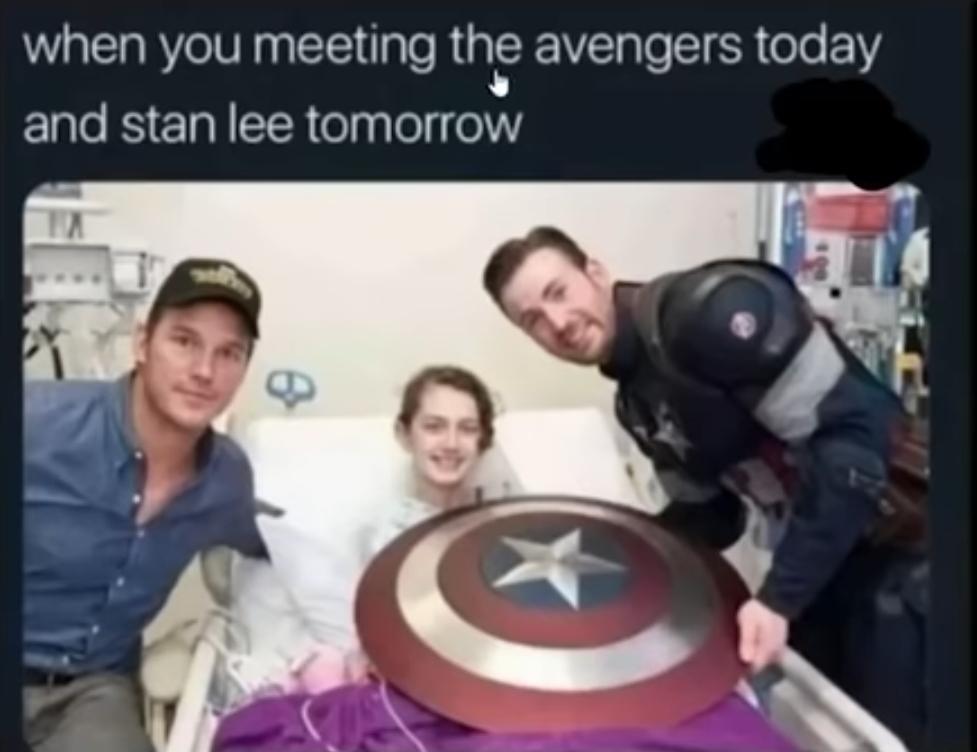 when you meeting the avengers today
and stan lee tomorrow